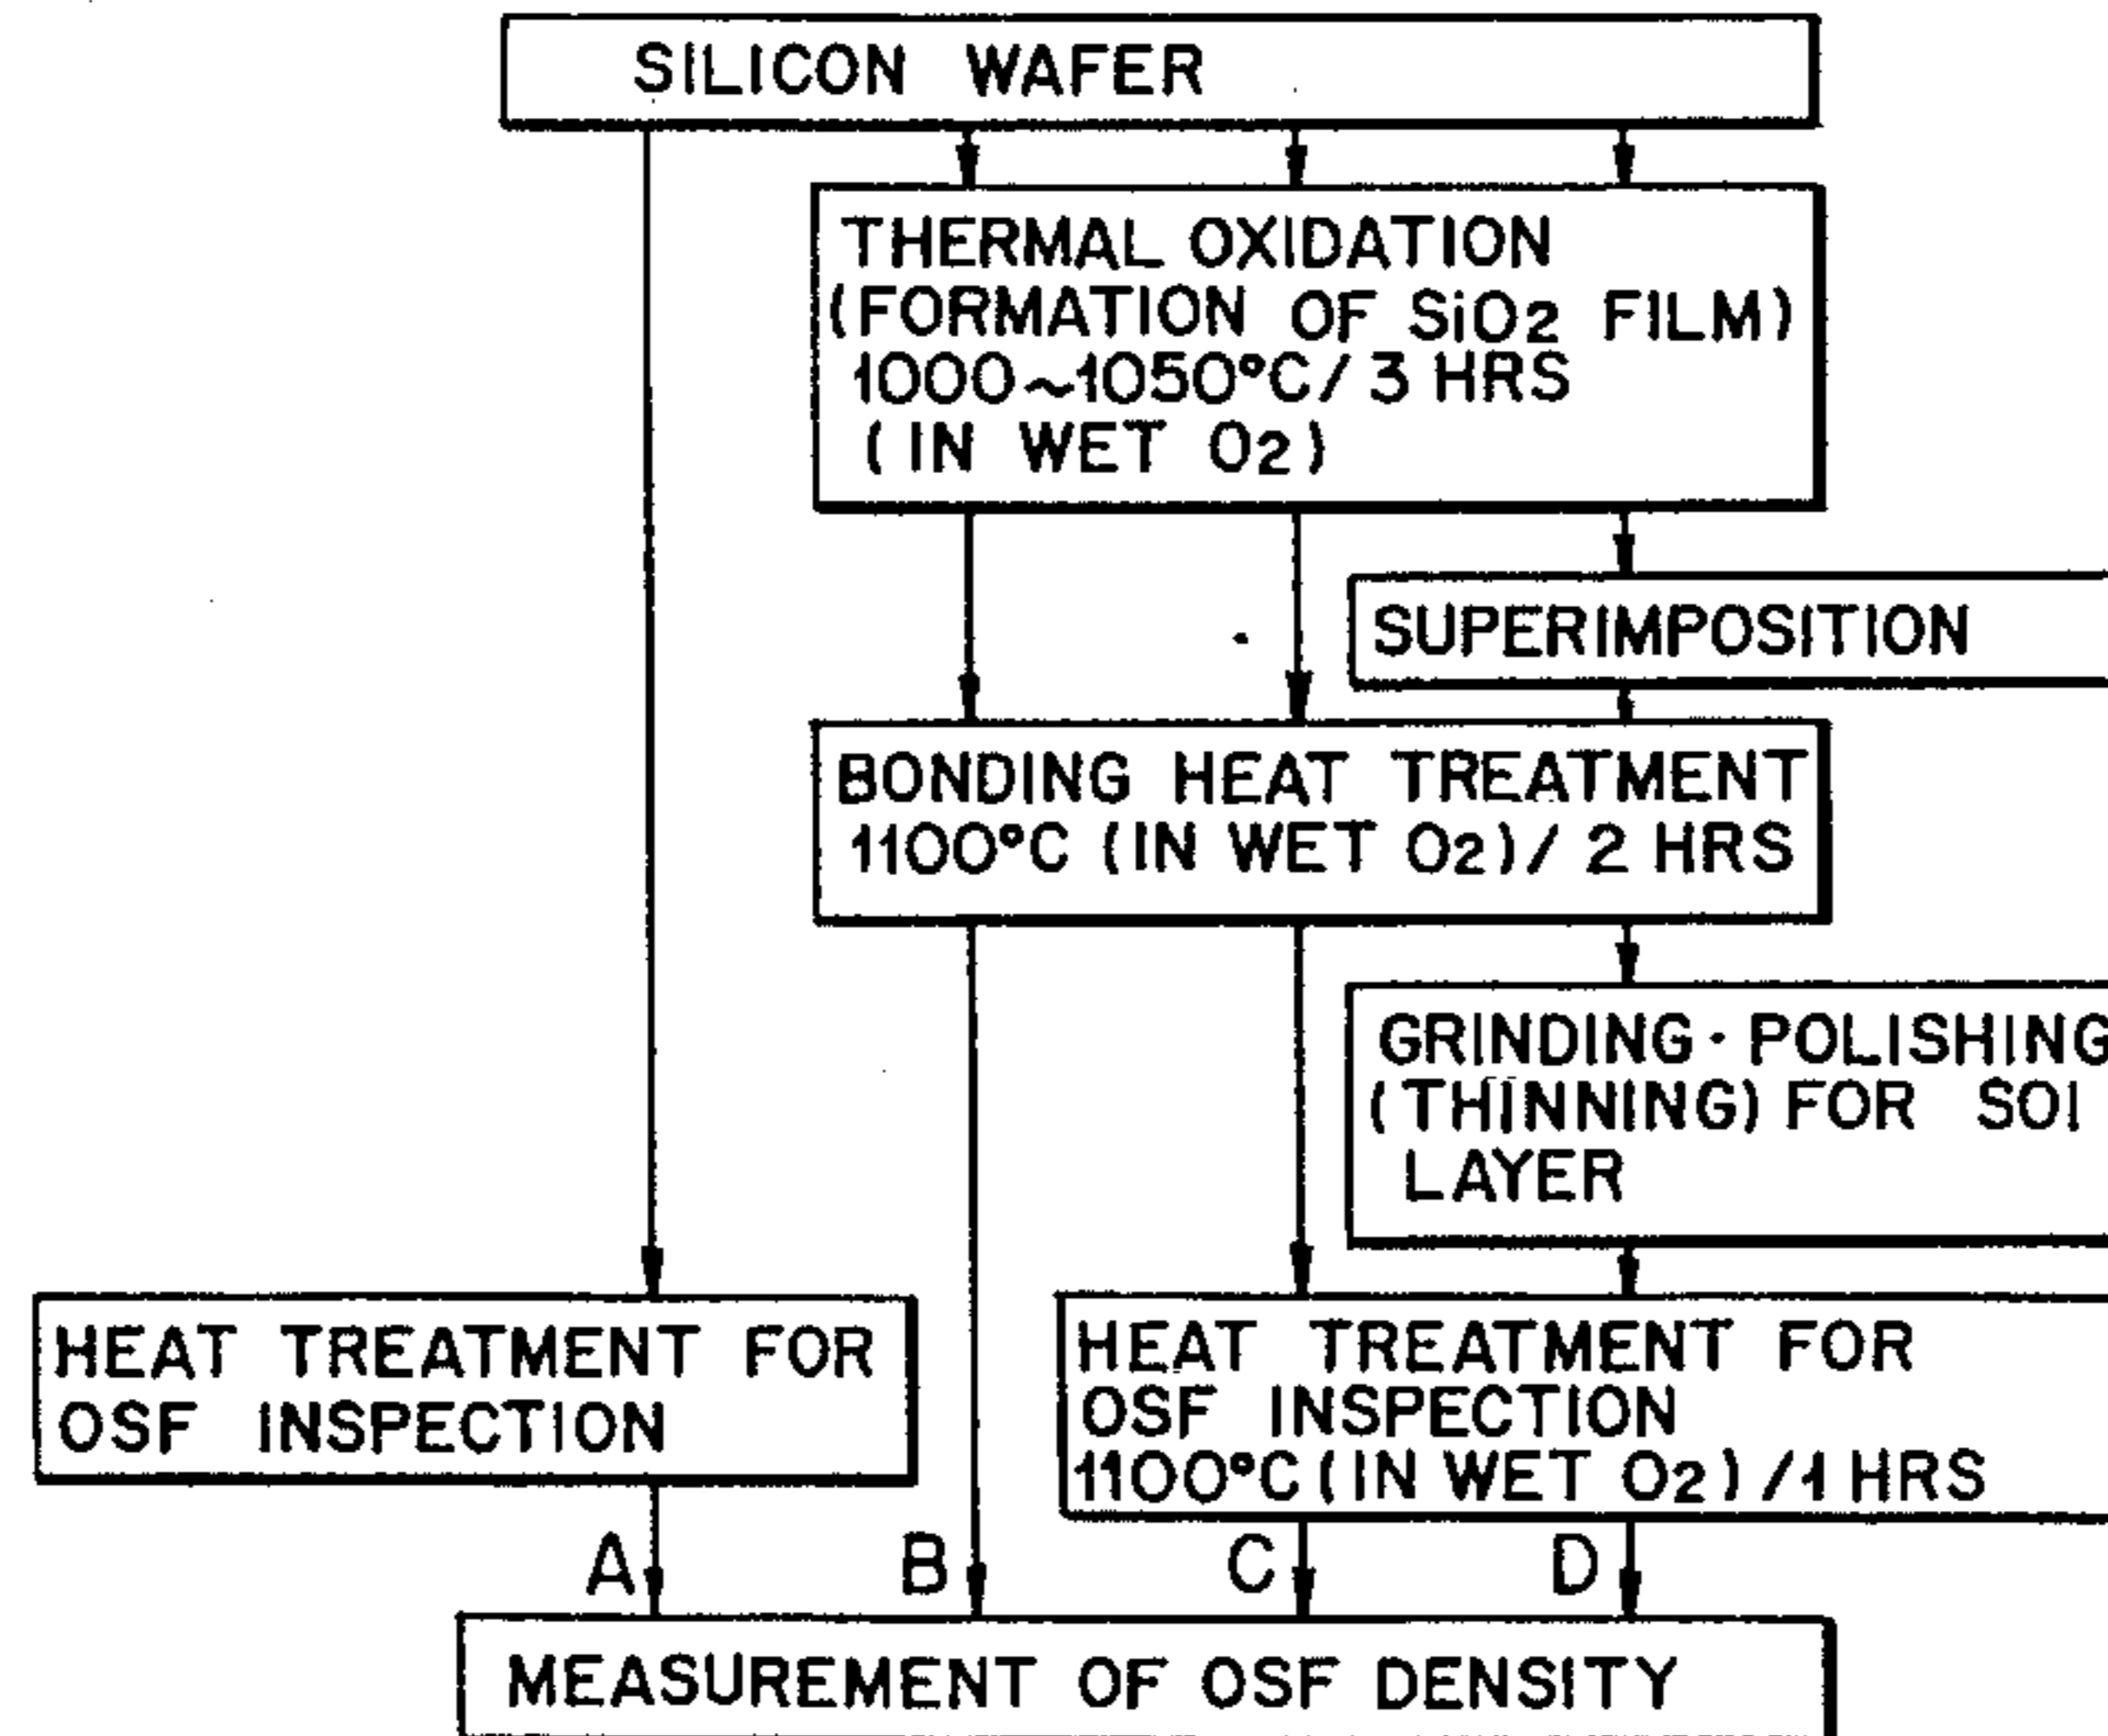 SILICON WAFER
THERMAL OXIDATION
(FORMATION OF SiO2 FILM)
1000~1050°C/3 HRS
(IN WET O2)
SUPERIMPOSITION
BONDING HEAT TREATMENT
1100°C (IN WET O2)/2 HRS
GRINDING・POLISHING
(THINNING) FOR SOI
LAYER
HEAT TREATMENT FOR
OSF INSPECTION
HEAT TREATMENT FOR
OSF INSPECTION
1100°C(IN WET O2)/1 HRS
A B C D
MEASUREMENT OF OSF DENSITY